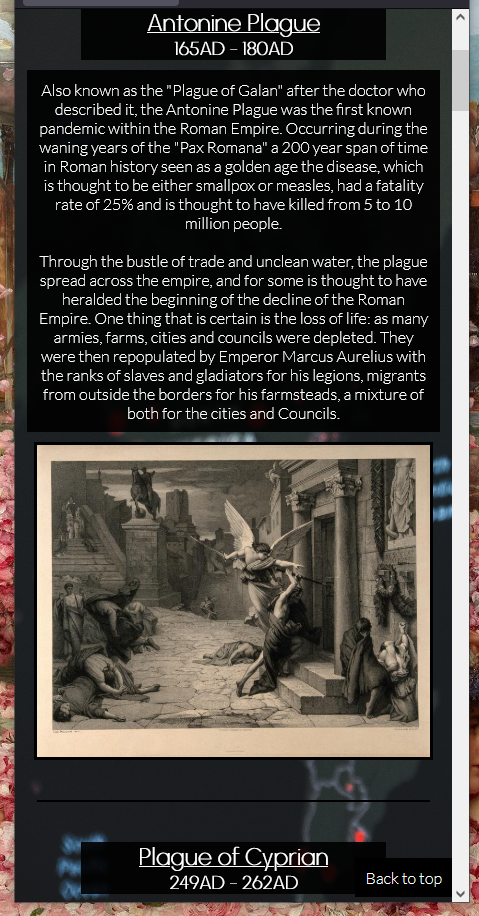 Antonine Plague
165AD - 180AD
Also known as the "Plague of Galan" after the doctor who
described it, the Antonine Plague was the first known
pandemic within the Roman Empire. Occurring during the
waning years of the "Pax Romana" a 200 year span of time
in Roman history seen as a golden age the disease, which
is thought to be either smallpox or measles, had a fatality
rate of 25% and is thought to have killed from 5 to 10
million people.
Through the bustle of trade and unclean water, the plague
spread across the empire, and for some is thought to have
heralded the beginning of the decline of the Roman
Empire. One thing that is certain is the loss of life: as many
armies, farms, cities and councils were depleted. They
were then repopulated by Emperor Marcus Aurelius with
the ranks of slaves and gladiators for his legions, migrants
from outside the borders for his farmsteads, a mixture of
both for the cities and Councils.
Plague of Cyprian
249AD - 262AD
Back to top